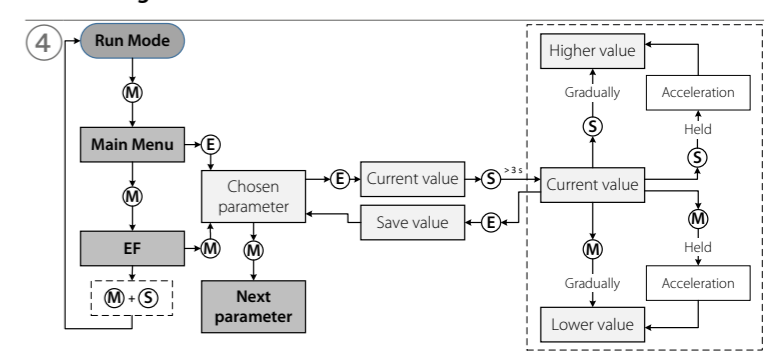 4
Run Mode
M
Main Menu
E
M
EF
M
M + S
Chosen
parameter
M
Next
parameter
E
Current value
S
> 3 s
Save value
E
Current value
Higher value
Gradually
S
Acceleration
Held
S
M
Gradually
Lower value
M
Held
Acceleration